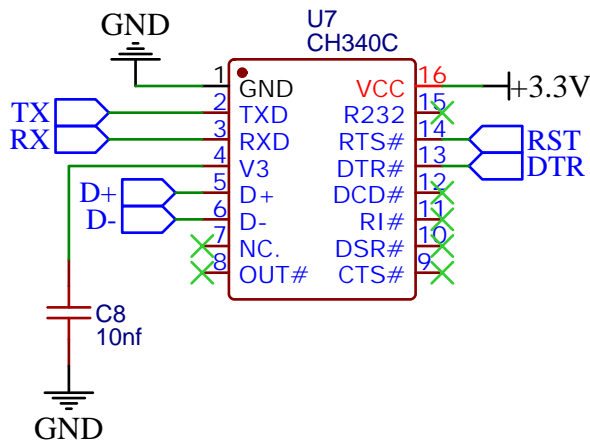 GND
U7
CH340C
1 GND
VCC 16
+3.3V
TX
2 TXD
R232 15
RX
3 RXD
RTS# 14
RST
4 V3
DTR# 13
DTR
D+
5 D+
DCD# 12
D-
6 D-
RI# 11
7 NC.
DSR# 10
8 OUT#
CTS# 9
C8
10nf
GND